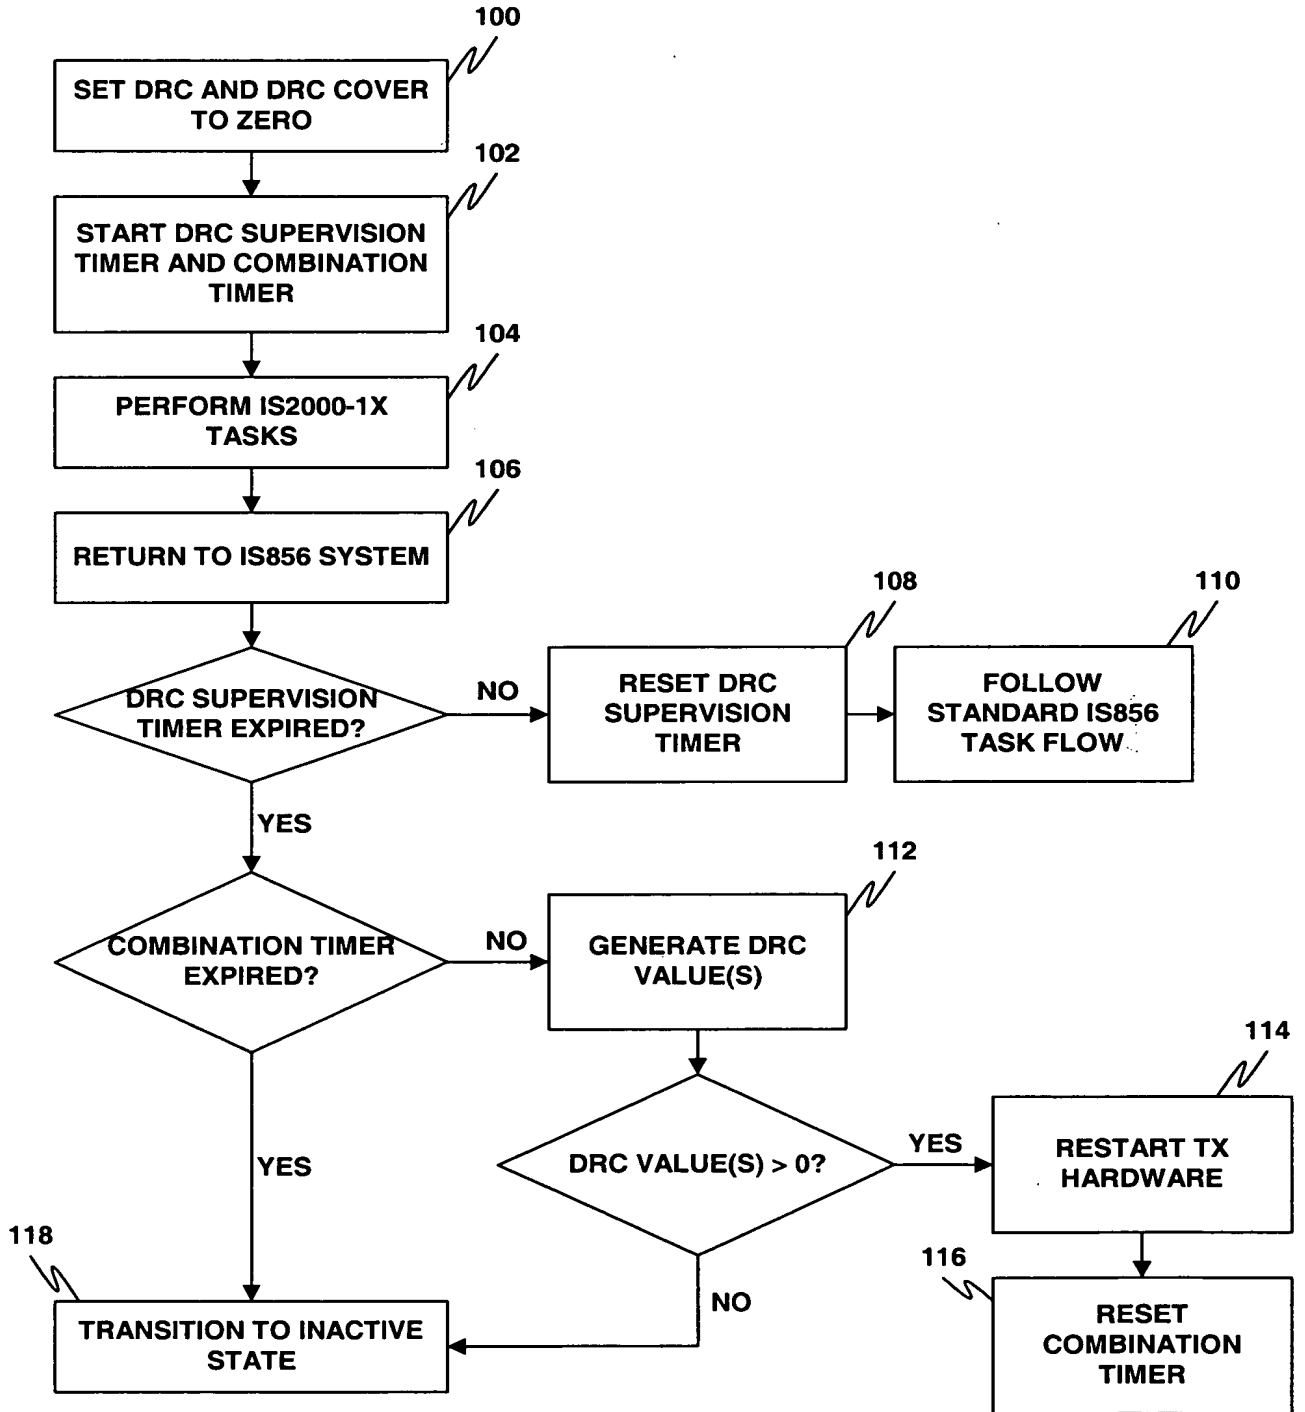 100
SET DRC AND DRC COVER
TO ZERO
102
START DRC SUPERVISION
TIMER AND COMBINATION
TIMER
104
PERFORM IS2000-1X
TASKS
106
RETURN TO IS856 SYSTEM
DRC SUPERVISION
TIMER EXPIRED?
NO
108
RESET DRC
SUPERVISION
TIMER
110
FOLLOW
STANDARD IS856
TASK FLOW
YES
COMBINATION TIMER
EXPIRED?
NO
112
GENERATE DRC
VALUE(S)
DRC VALUE(S) > 0?
YES
114
RESTART TX
HARDWARE
116
RESET
COMBINATION
TIMER
YES
NO
118
TRANSITION TO INACTIVE
STATE